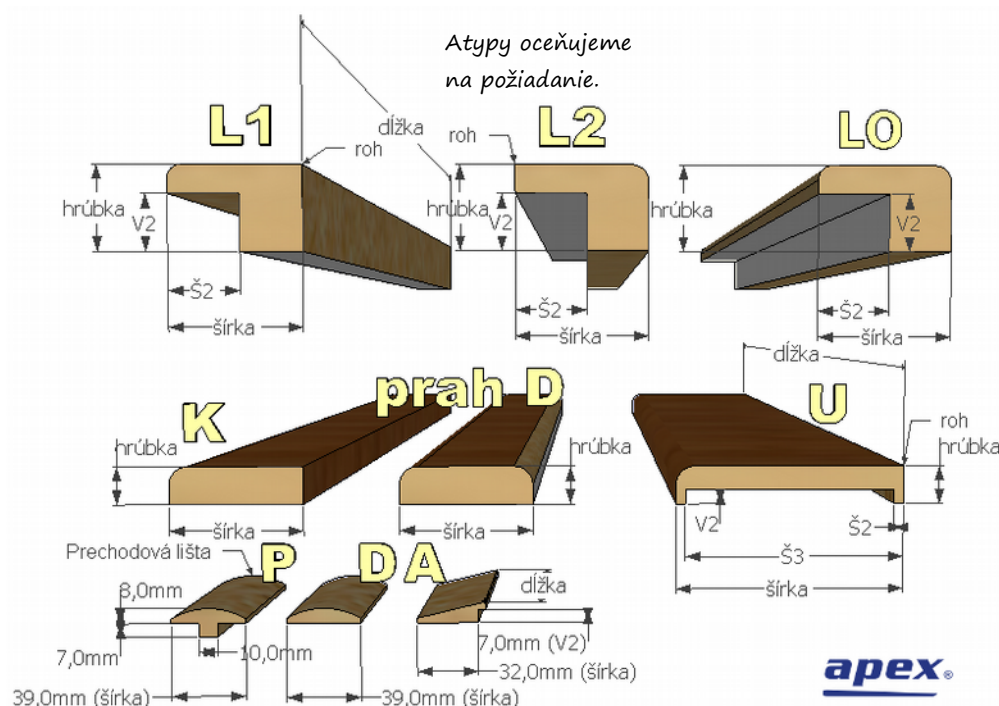 Atypy oceňujeme
na požiadanie.
L1
dĺžka
roh
hrúbka
V2
Š2
šírka
L2
roh
hrúbka
V2
Š2
šírka
LO
hrúbka
V2
Š2
šírka
prah D
K
hrúbka
šírka
hrúbka
šírka
dĺžka
U
roh
hrúbka
V2
Š2
Š3
šírka
Prechodová lišta
P
8,0mm
7,0mm
10,0mm
39,0mm (šírka)
D
39,0mm (šírka)
A
dĺžka
7,0mm (V2)
32,0mm (šírka)
apex®